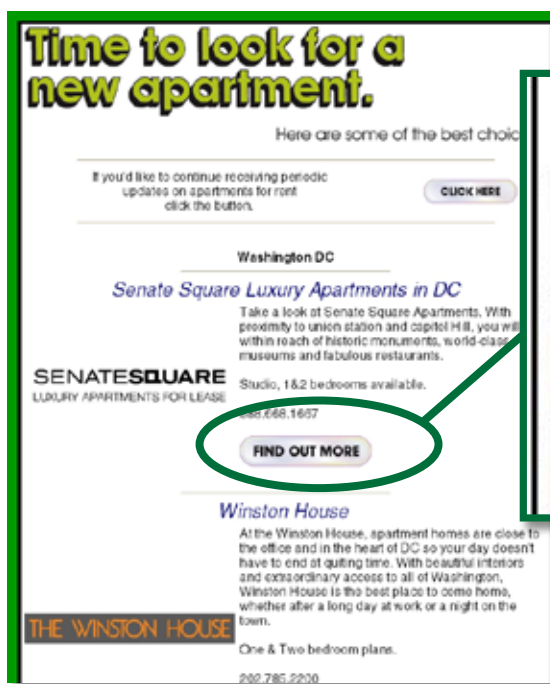 Time to look for a
new apartment.
Here are some of the best choic
If you'd like to continue receiving periodic
updates on apartments for rent
click the button.
CLICK HERE
Washington DC
Senate Square Luxury Apartments in DC
Take a look at Senate Square Apartments. With
proximity to union station and capitol Hill, you will
within reach of historic monuments, world-class
museums and fabulous restaurants.
SENATESQUARE
LUXURY APARTMENTS FOR LEASE
Studio, 1&2 bedrooms available.
668.1667
FIND OUT MORE
Winston House
At the Winston House, apartment homes are close to
the office and in the heart of DC so your day doesn't
have to end at quiting time. With beautiful interiors
and extraordinary access to all of Washington,
Winston House is the best place to come home,
whether after a long day at work or a night on the
town.
THE WINSTON HOUSE
One & Two bedroom plans.
202.785.2200